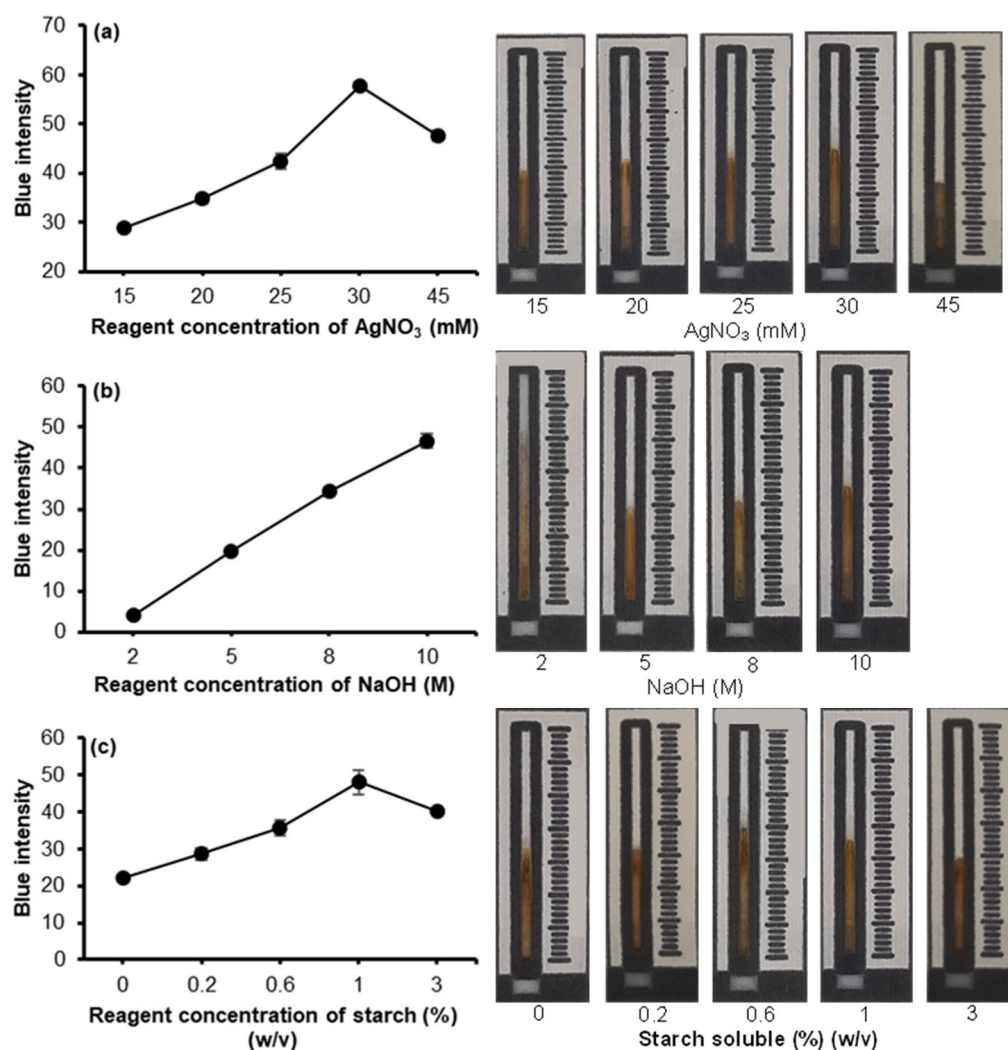 (a)
70
60
50
40
30
20
Blue intensity
15 20 25 30 45
Reagent concentration of AgNO₃ (mM)
15 20 25 30 45
AgNO₃ (mM)
(b)
60
50
40
30
20
10
0
Blue intensity
2 5 8 10
Reagent concentration of NaOH (M)
2 5 8 10
NaOH (M)
(c)
60
50
40
30
20
10
0
Blue intensity
0 0.2 0.6 1 3
Reagent concentration of starch (%)
(w/v)
0 0.2 0.6 1 3
Starch soluble (%) (w/v)